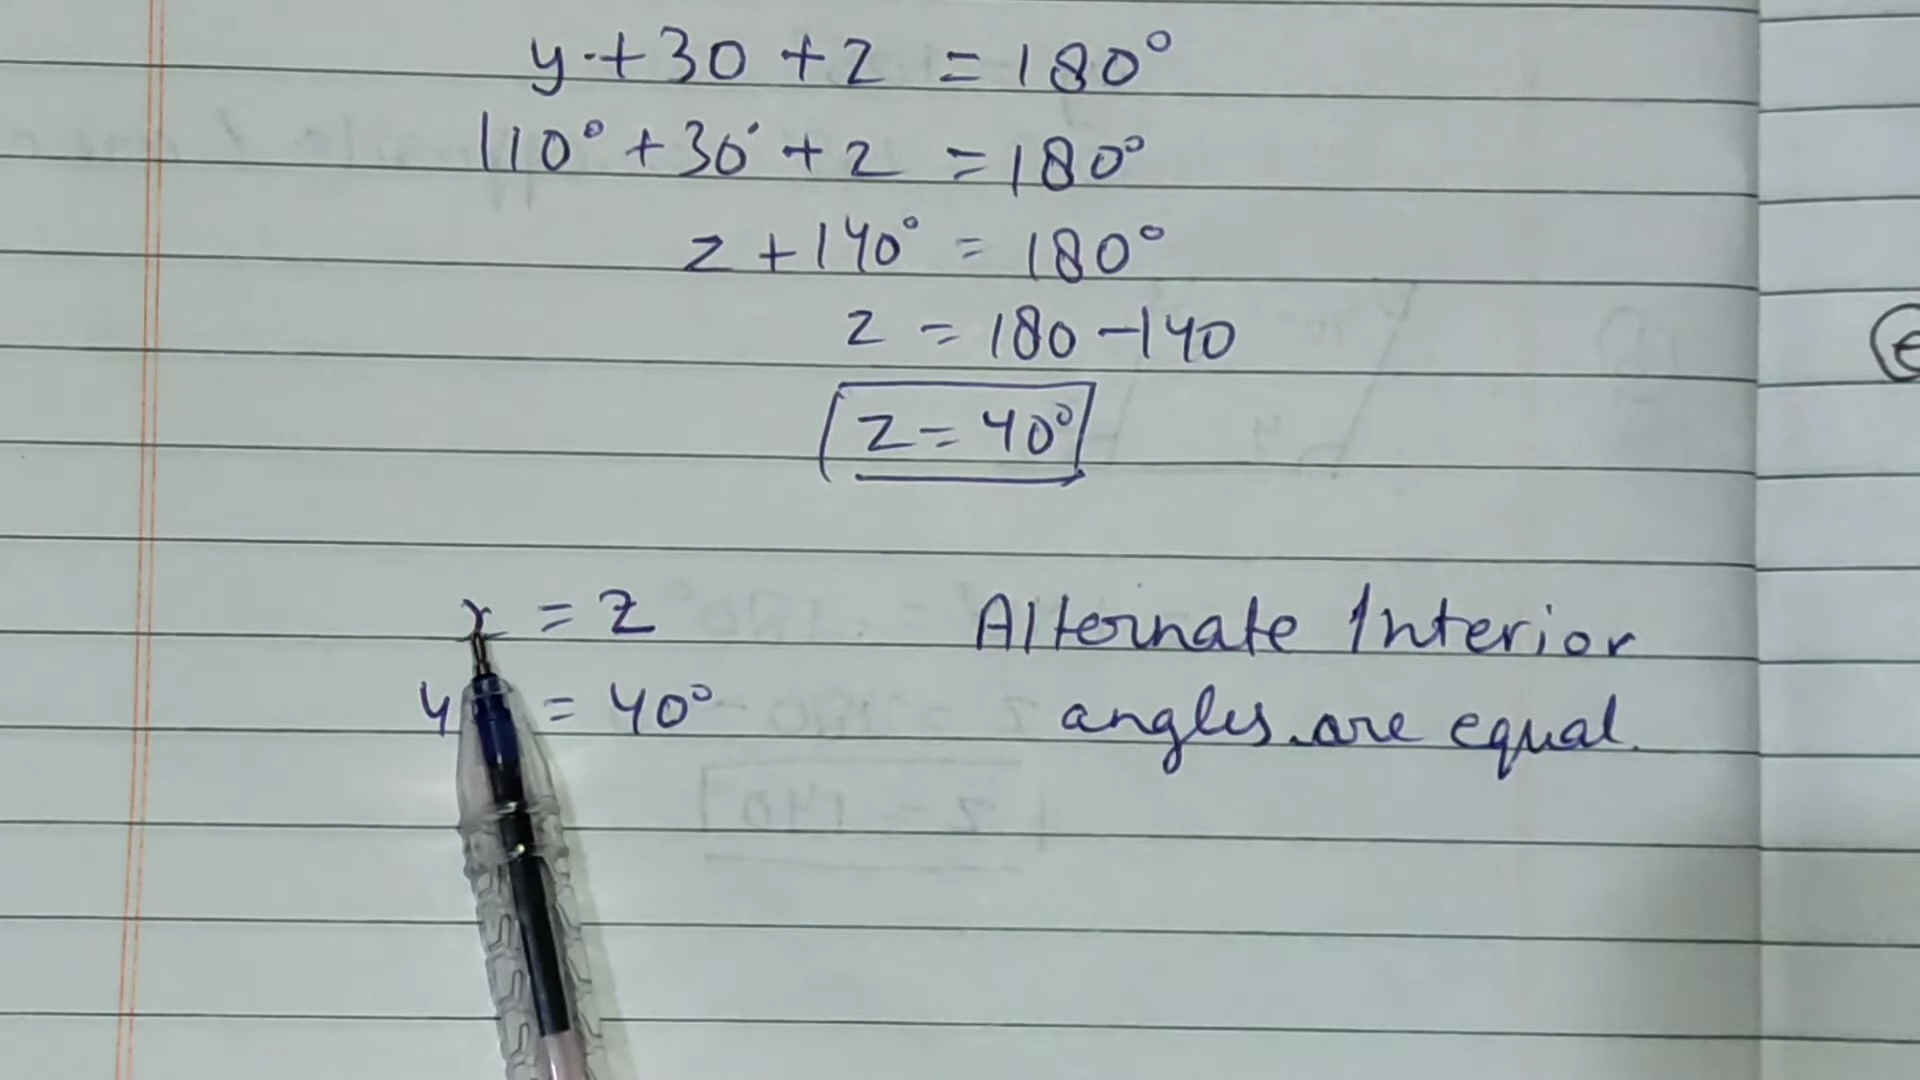 y + 30 + z = 180°
110° + 30° + z = 180°
z + 140° = 180°
z = 180 - 140
z = 40°
x = z Alternate Interior
= 40° angles are equal.